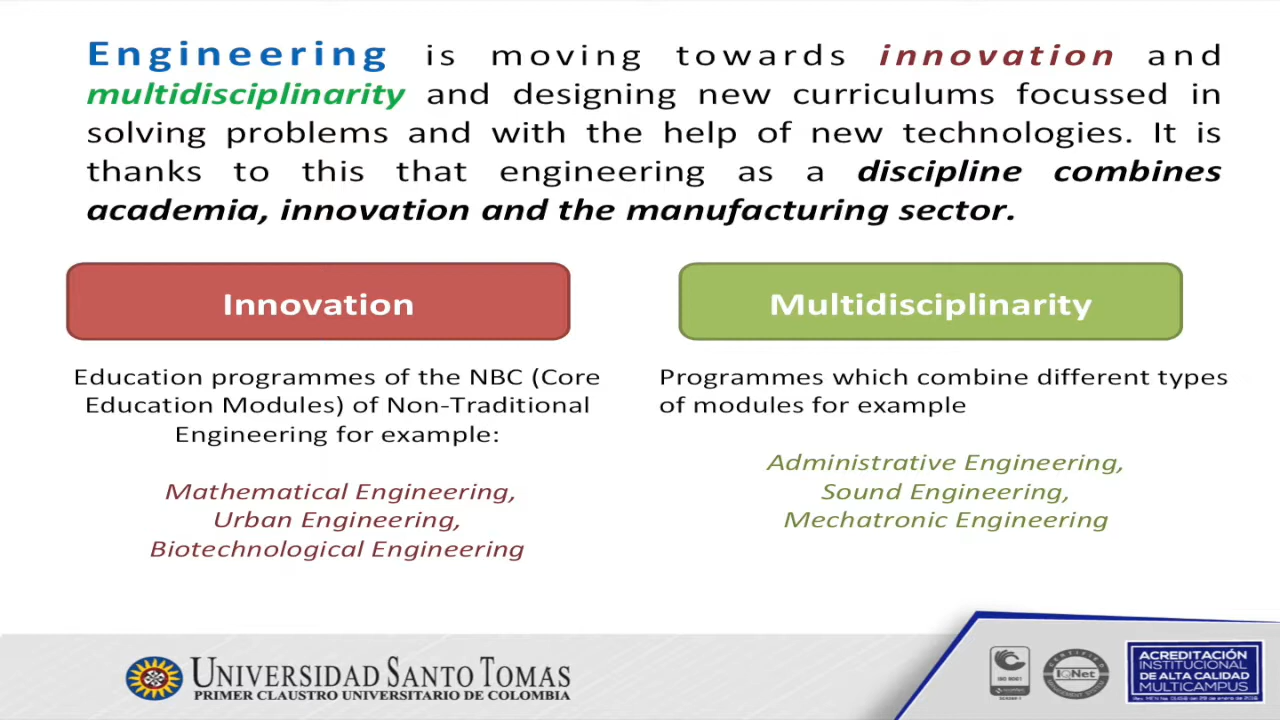 Engineering is moving towards innovation and
multidisciplinarity and designing new curriculums focussed in
solving problems and with the help of new technologies. It is
thanks to this that engineering as a discipline combines
academia, innovation and the manufacturing sector.
Innovation
Education programmes of the NBC (Core
Education Modules) of Non-Traditional
Engineering for example:
Mathematical Engineering,
Urban Engineering,
Biotechnological Engineering
Multidisciplinarity
Programmes which combine different types
of modules for example
Administrative Engineering,
Sound Engineering,
Mechatronic Engineering
UNIVERSIDAD SANTO TOMAS
PRIMER CLAUSTRO UNIVERSITARIO DE COLOMBIA
ISO 9001
CERTIFIED
IQNet
ACREDITACIÓN
INSTITUCIONAL
DE ALTA CALIDAD
MULTICAMPUS